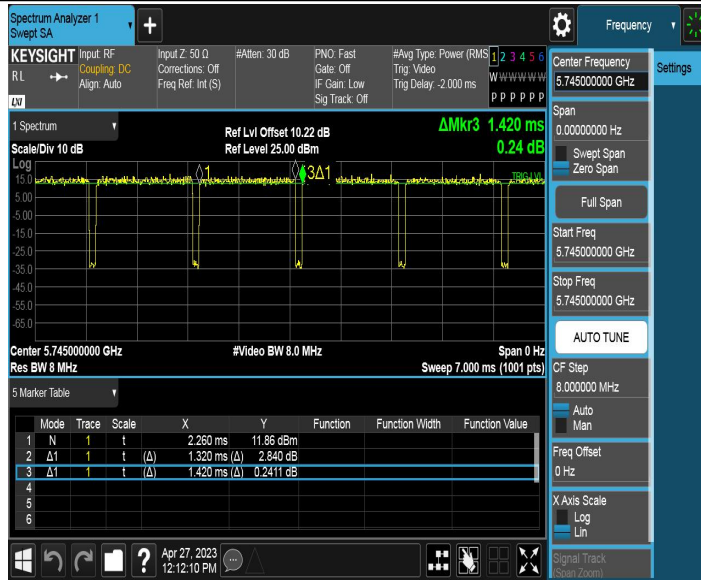 Spectrum Analyzer 1
Swept SA
+
Frequency
KEYSIGHT Input: RF Input Z: 50 Ω #Atten: 30 dB PNO: Fast #Avg Type: Power (RMS 1 2 3 4 5 6
RL Coupling: DC Corrections: Off Gate: Off Trig: Video W W W W W W
Align: Auto Freq Ref: Int (S) IF Gain: Low Trig Delay: -2.000 ms
LXI Sig Track: Off P P P P P P
1 Spectrum
Scale/Div 10 dB
Ref Lvl Offset 10.22 dB
Ref Level 25.00 dBm
ΔMkr3 1.420 ms
0.24 dB
Log
15.0
5.00
-5.00
-15.0
-25.0
-35.0
-45.0
-55.0
-65.0
1
3Δ1
TRIG LVL
Center 5.745000000 GHz #Video BW 8.0 MHz Span 0 Hz
Res BW 8 MHz Sweep 7.000 ms (1001 pts)
5 Marker Table
Mode Trace Scale X Y Function Function Width Function Value
1 N 1 t 2.260 ms 11.86 dBm
2 Δ1 1 t (Δ) 1.320 ms (Δ) 2.840 dB
3 Δ1 1 t (Δ) 1.420 ms (Δ) 0.2411 dB
4
5
6
?
Apr 27, 2023
12:12:10 PM
Center Frequency
5.745000000 GHz
Settings
Span
0.00000000 Hz
Swept Span
Zero Span
Full Span
Start Freq
5.745000000 GHz
Stop Freq
5.745000000 GHz
AUTO TUNE
CF Step
8.000000 MHz
Auto
Man
Freq Offset
0 Hz
X Axis Scale
Log
Lin
Signal Track
(Span Zoom)